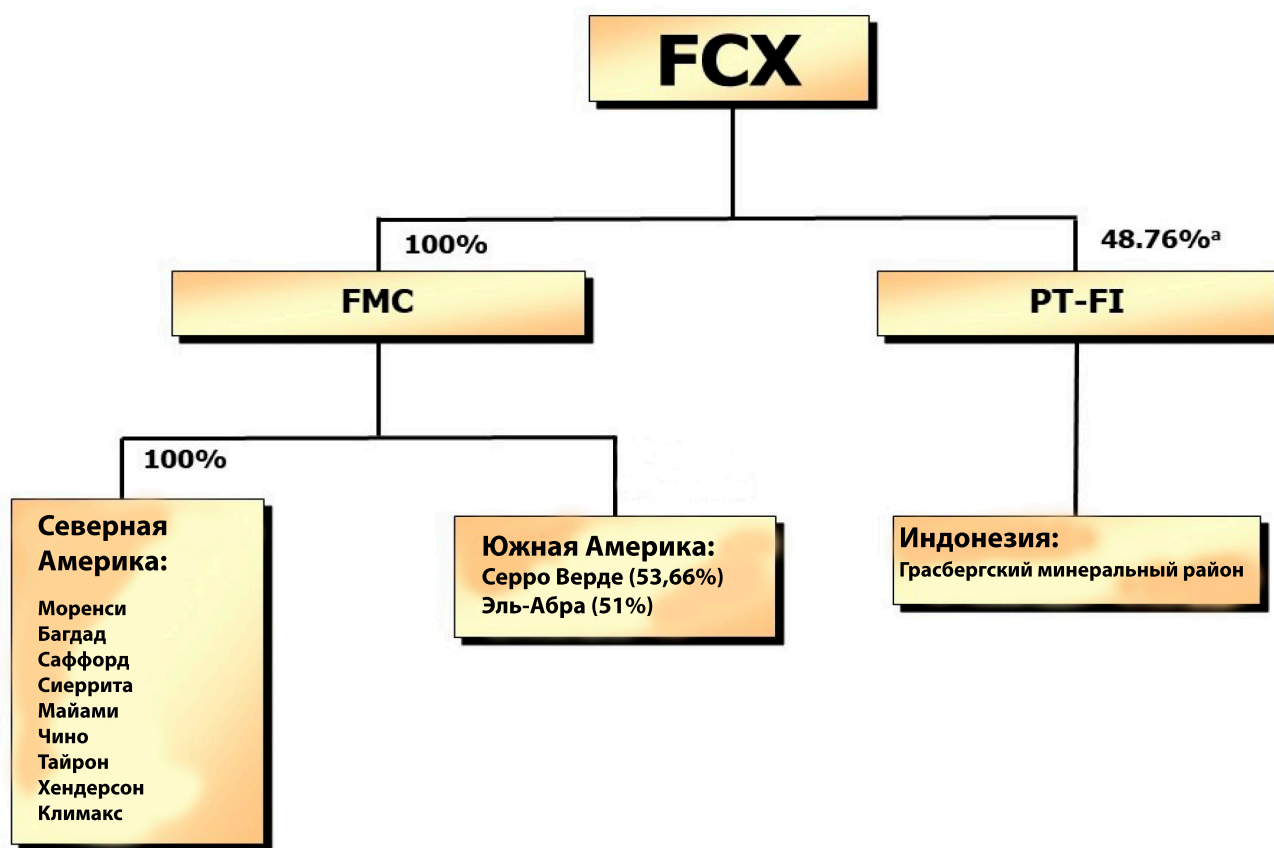 FCX
100%
48.76%ᵃ
FMC
PT-FI
100%
Северная
Америка:
Моренси
Багдад
Саффорд
Сиеррита
Майами
Чино
Тайрон
Хендерсон
Климакс
Южная Америка:
Серро Верде (53,66%)
Эль-Абра (51%)
Индонезия:
Грасбергский минеральный район